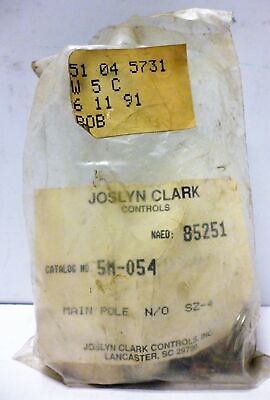 51 04 5731
W 5 C
6 11 91
BOB
JOSLYN CLARK
CONTROLS
NAED: 85251
CATALOG NO. 5M-054
MAIN POLE N/O SZ-4
JOSLYN CLARK CONTROLS, INC.
LANCASTER, SC 29720